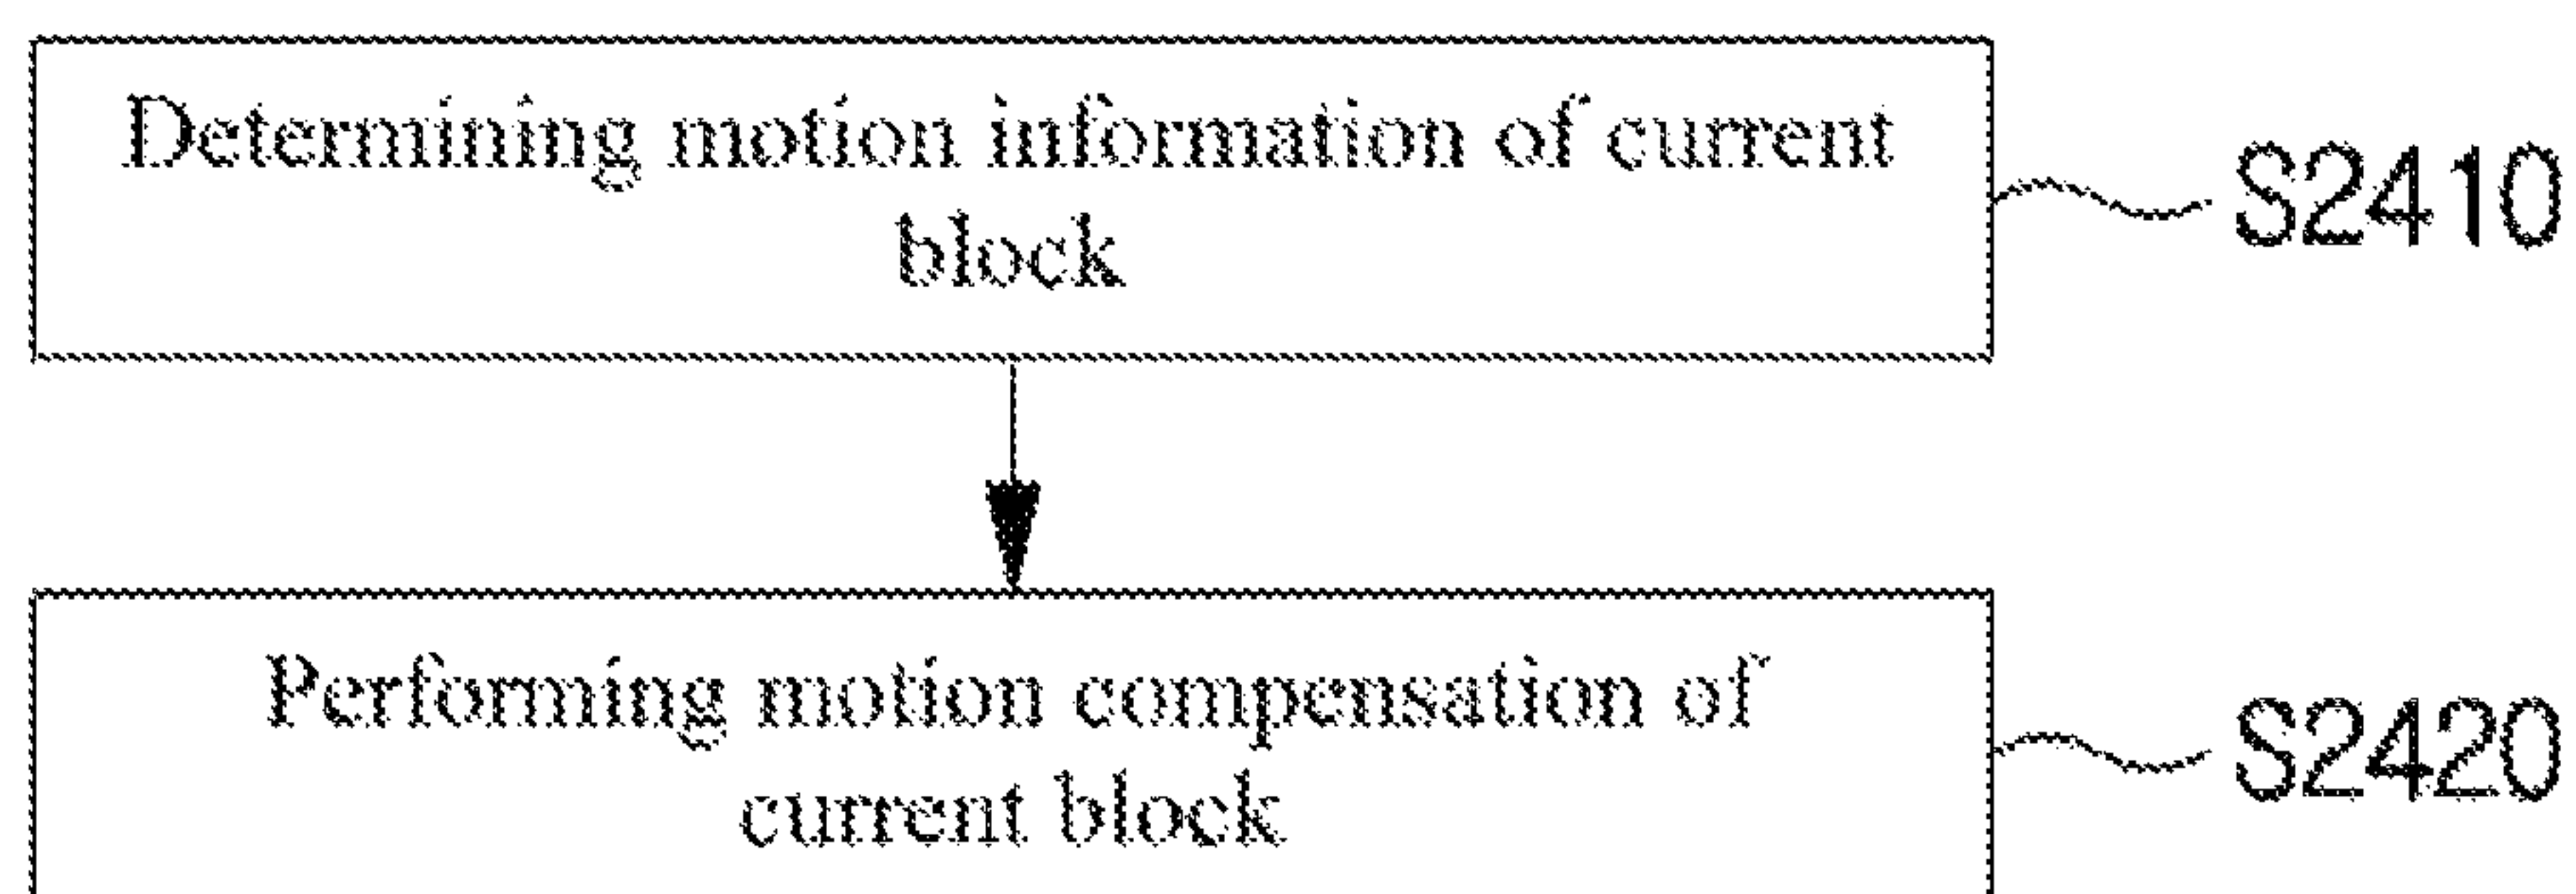 Determining motion information of current
block
S2410
Performing motion compensation of
current block
S2420